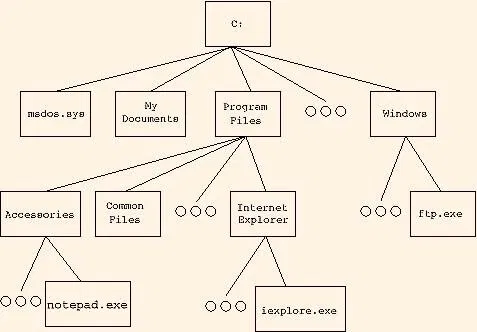 C:
msdos.sys
My
Documents
Program
Files
Windows
Accessories
Common
Files
Internet
Explorer
ftp.exe
notepad.exe
iexplore.exe